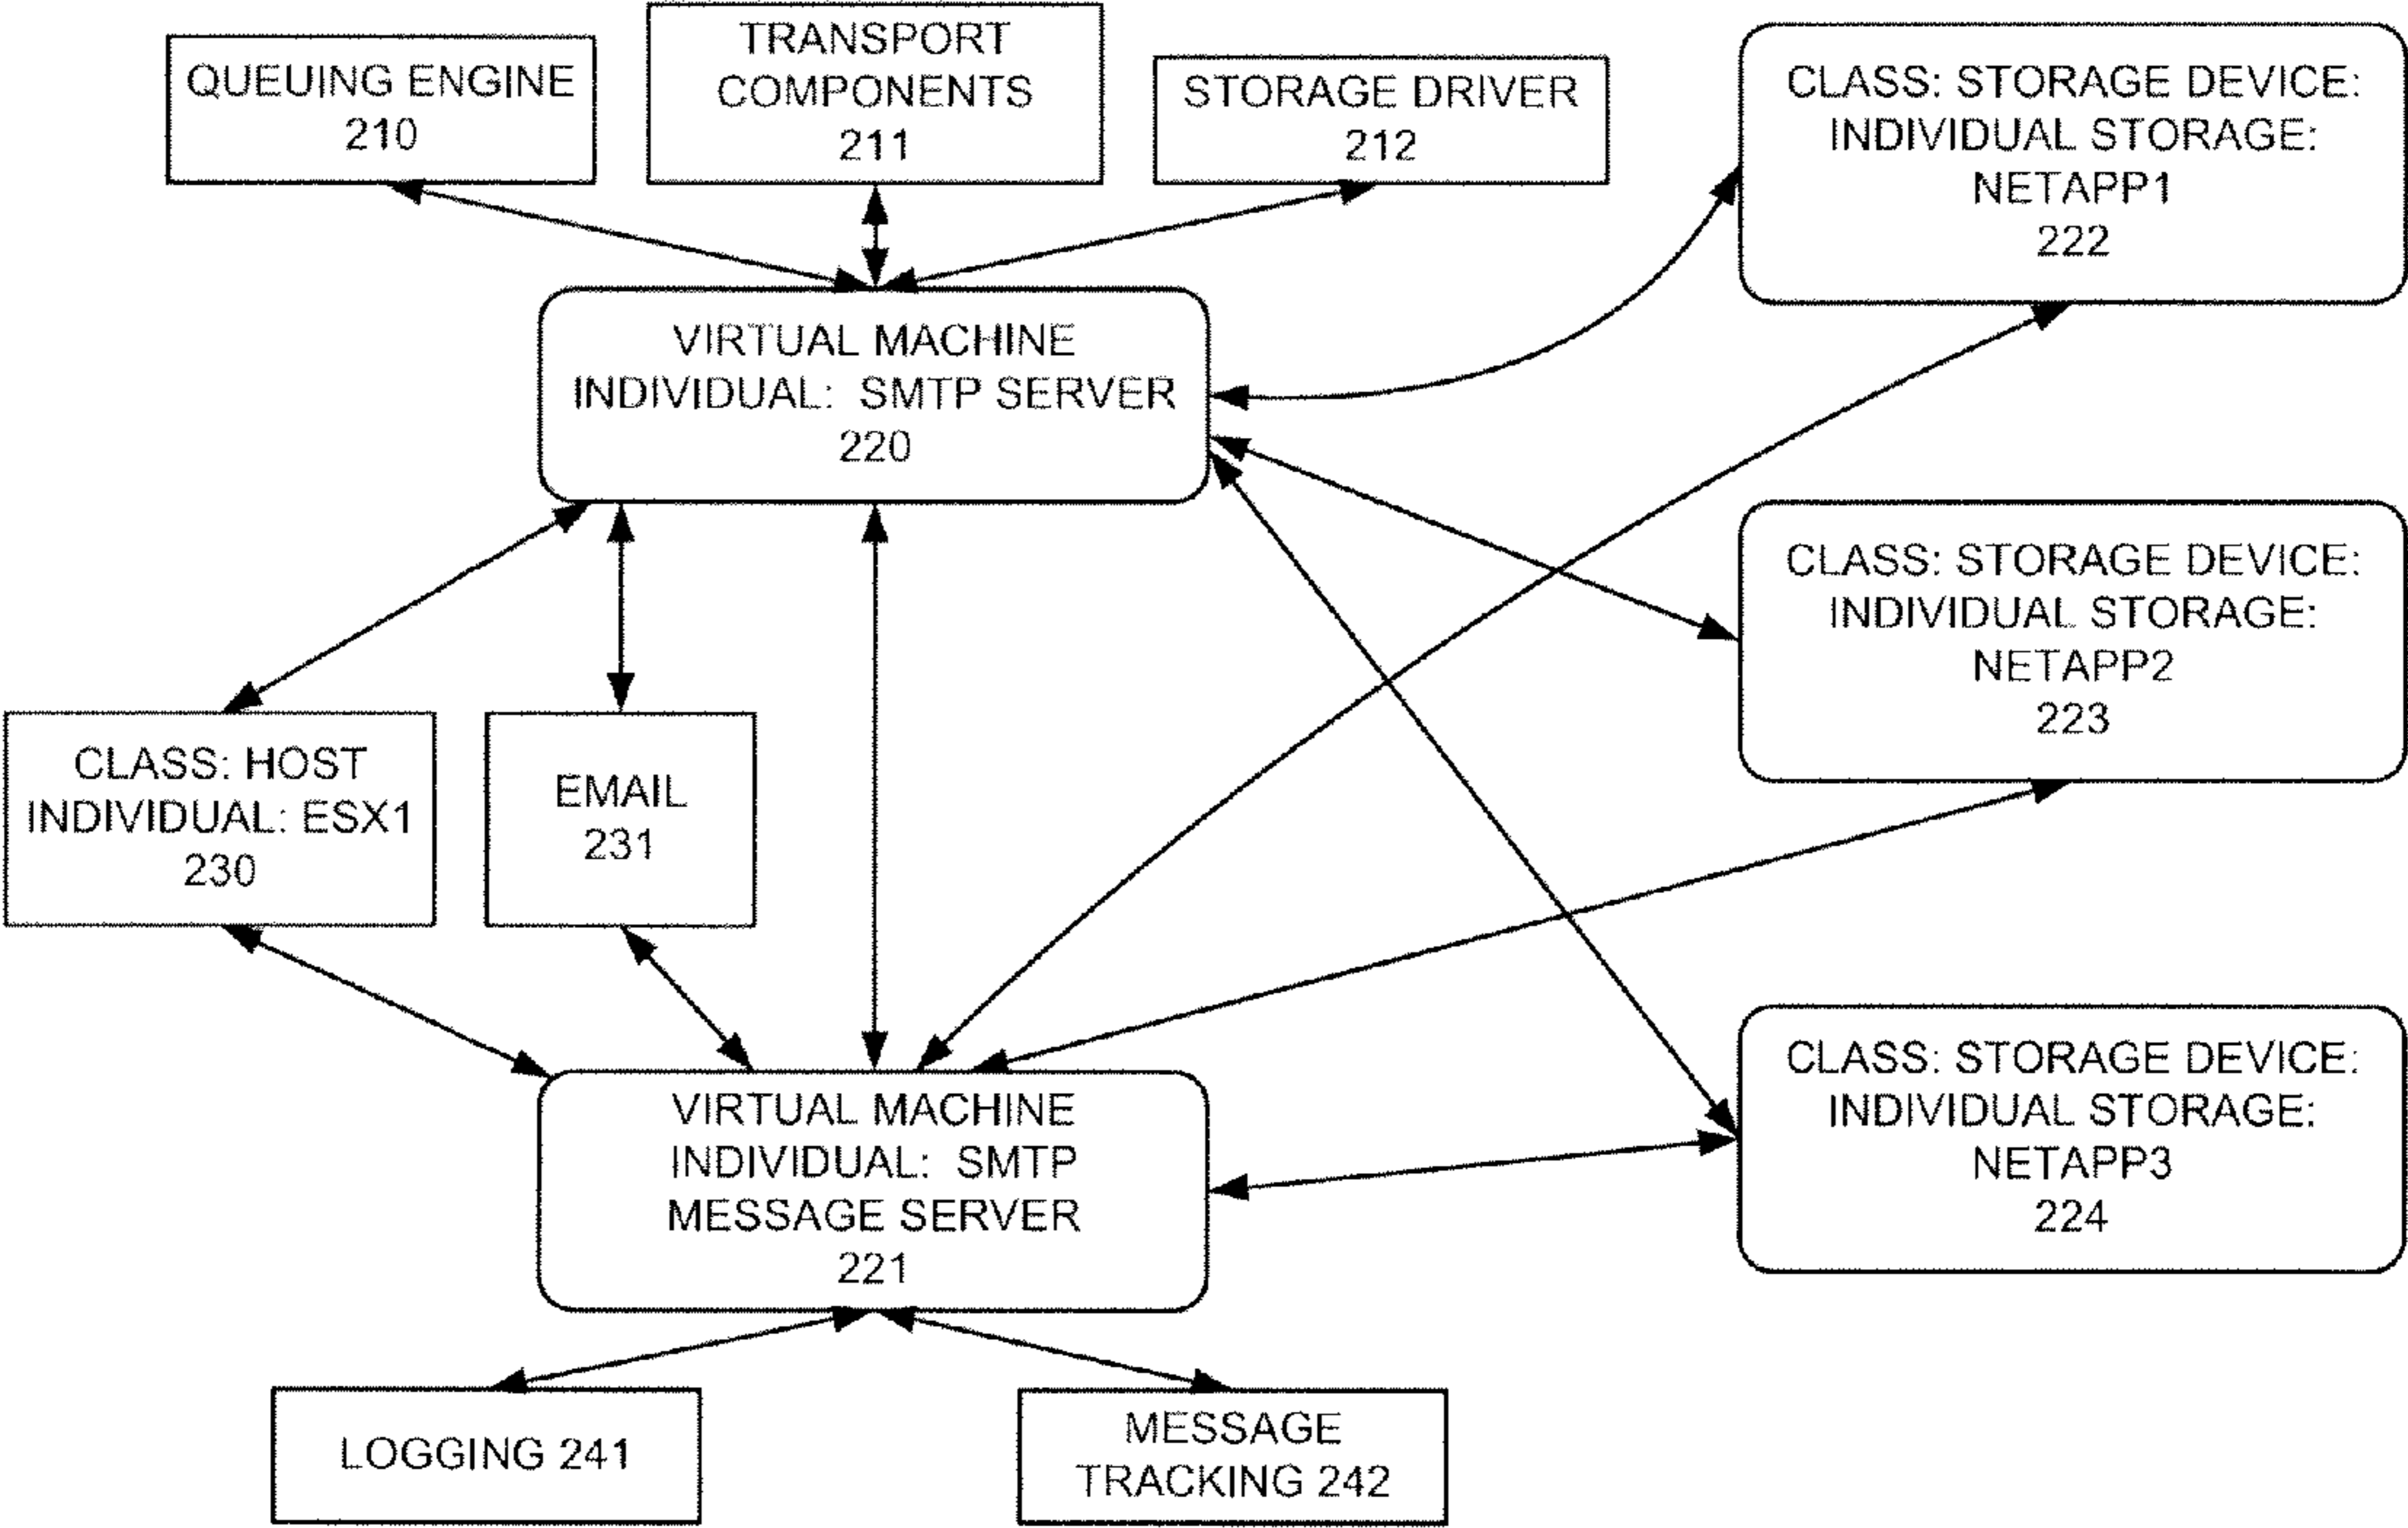 QUEUING ENGINE
210
TRANSPORT
COMPONENTS
211
STORAGE DRIVER
212
CLASS: STORAGE DEVICE:
INDIVIDUAL STORAGE:
NETAPP1
222
VIRTUAL MACHINE
INDIVIDUAL: SMTP SERVER
220
CLASS: STORAGE DEVICE:
INDIVIDUAL STORAGE:
NETAPP2
223
CLASS: HOST
INDIVIDUAL: ESX1
230
EMAIL
231
CLASS: STORAGE DEVICE:
INDIVIDUAL STORAGE:
NETAPP3
224
VIRTUAL MACHINE
INDIVIDUAL: SMTP
MESSAGE SERVER
221
LOGGING 241
MESSAGE
TRACKING 242